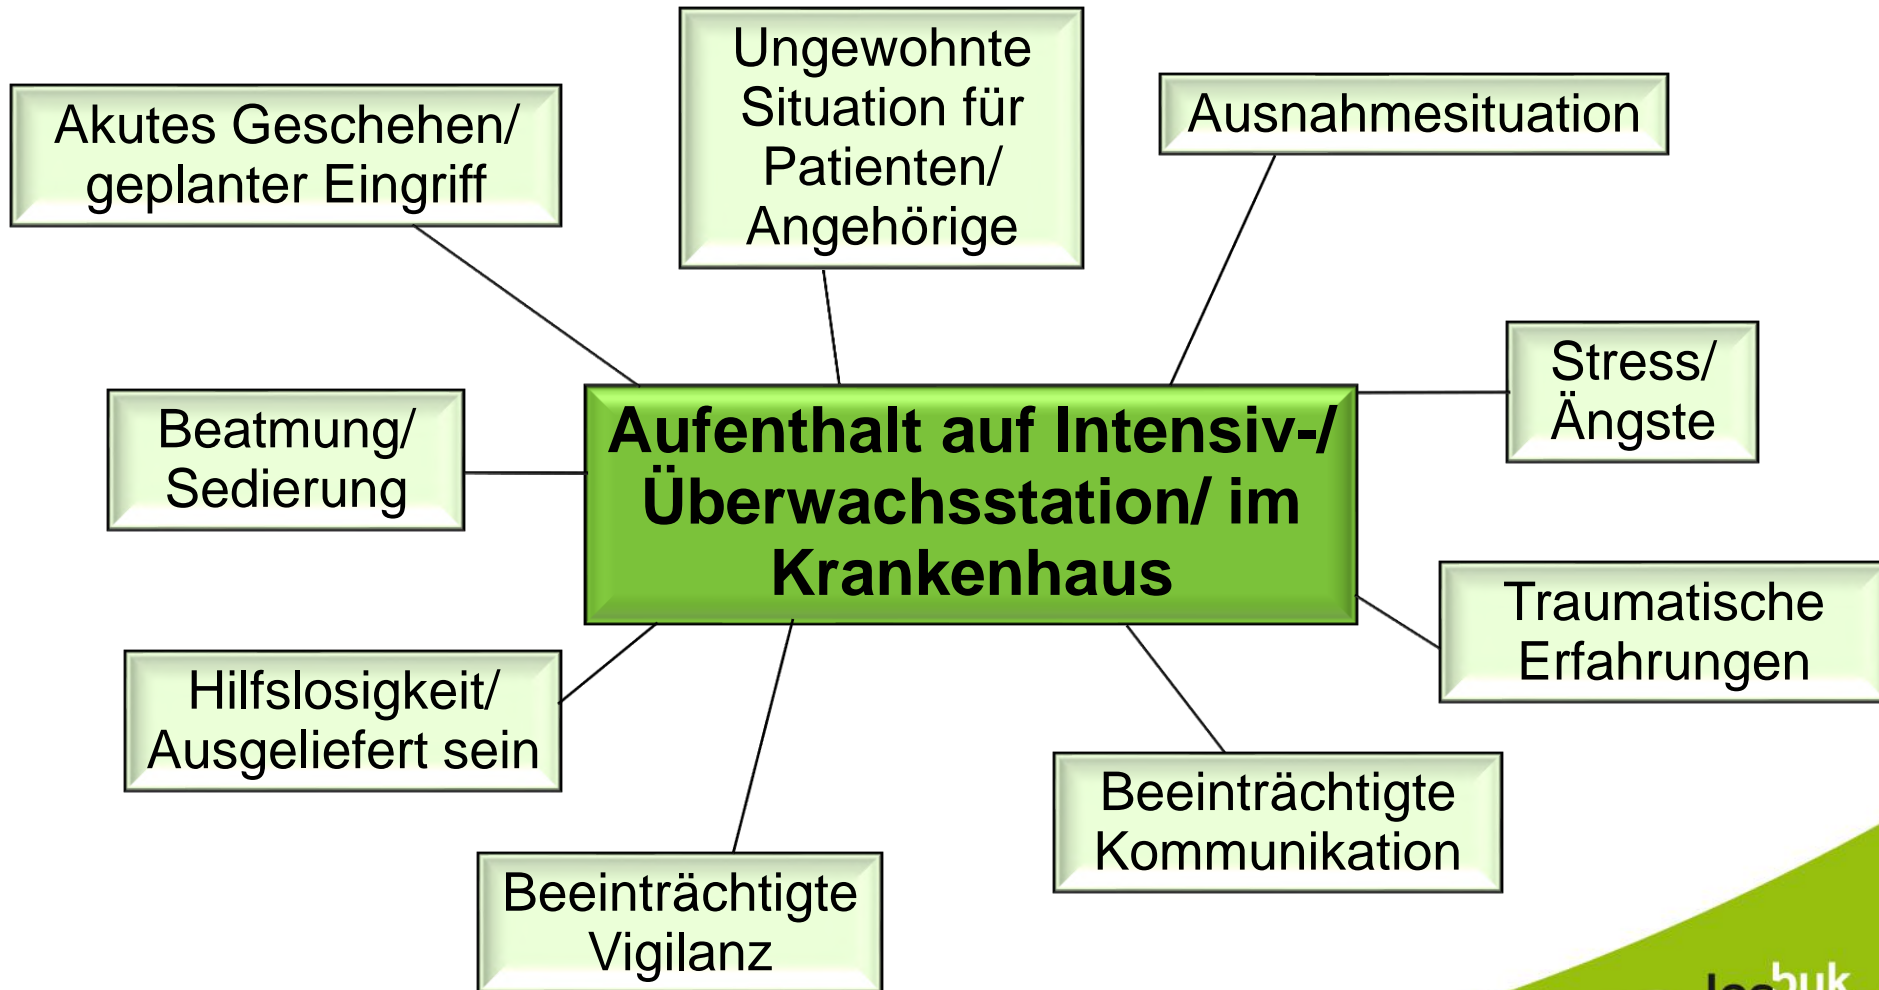 Ungewohnte
Situation für
Patienten/
Angehörige
Akutes Geschehen/
geplanter Eingriff
Ausnahmesituation
Stress/
Ängste
Beatmung/
Sedierung
Aufenthalt auf Intensiv-/
Überwachsstation/ im
Krankenhaus
Traumatische
Erfahrungen
Hilfslosigkeit/
Ausgeliefert sein
Beeinträchtigte
Kommunikation
Beeinträchtigte
Vigilanz